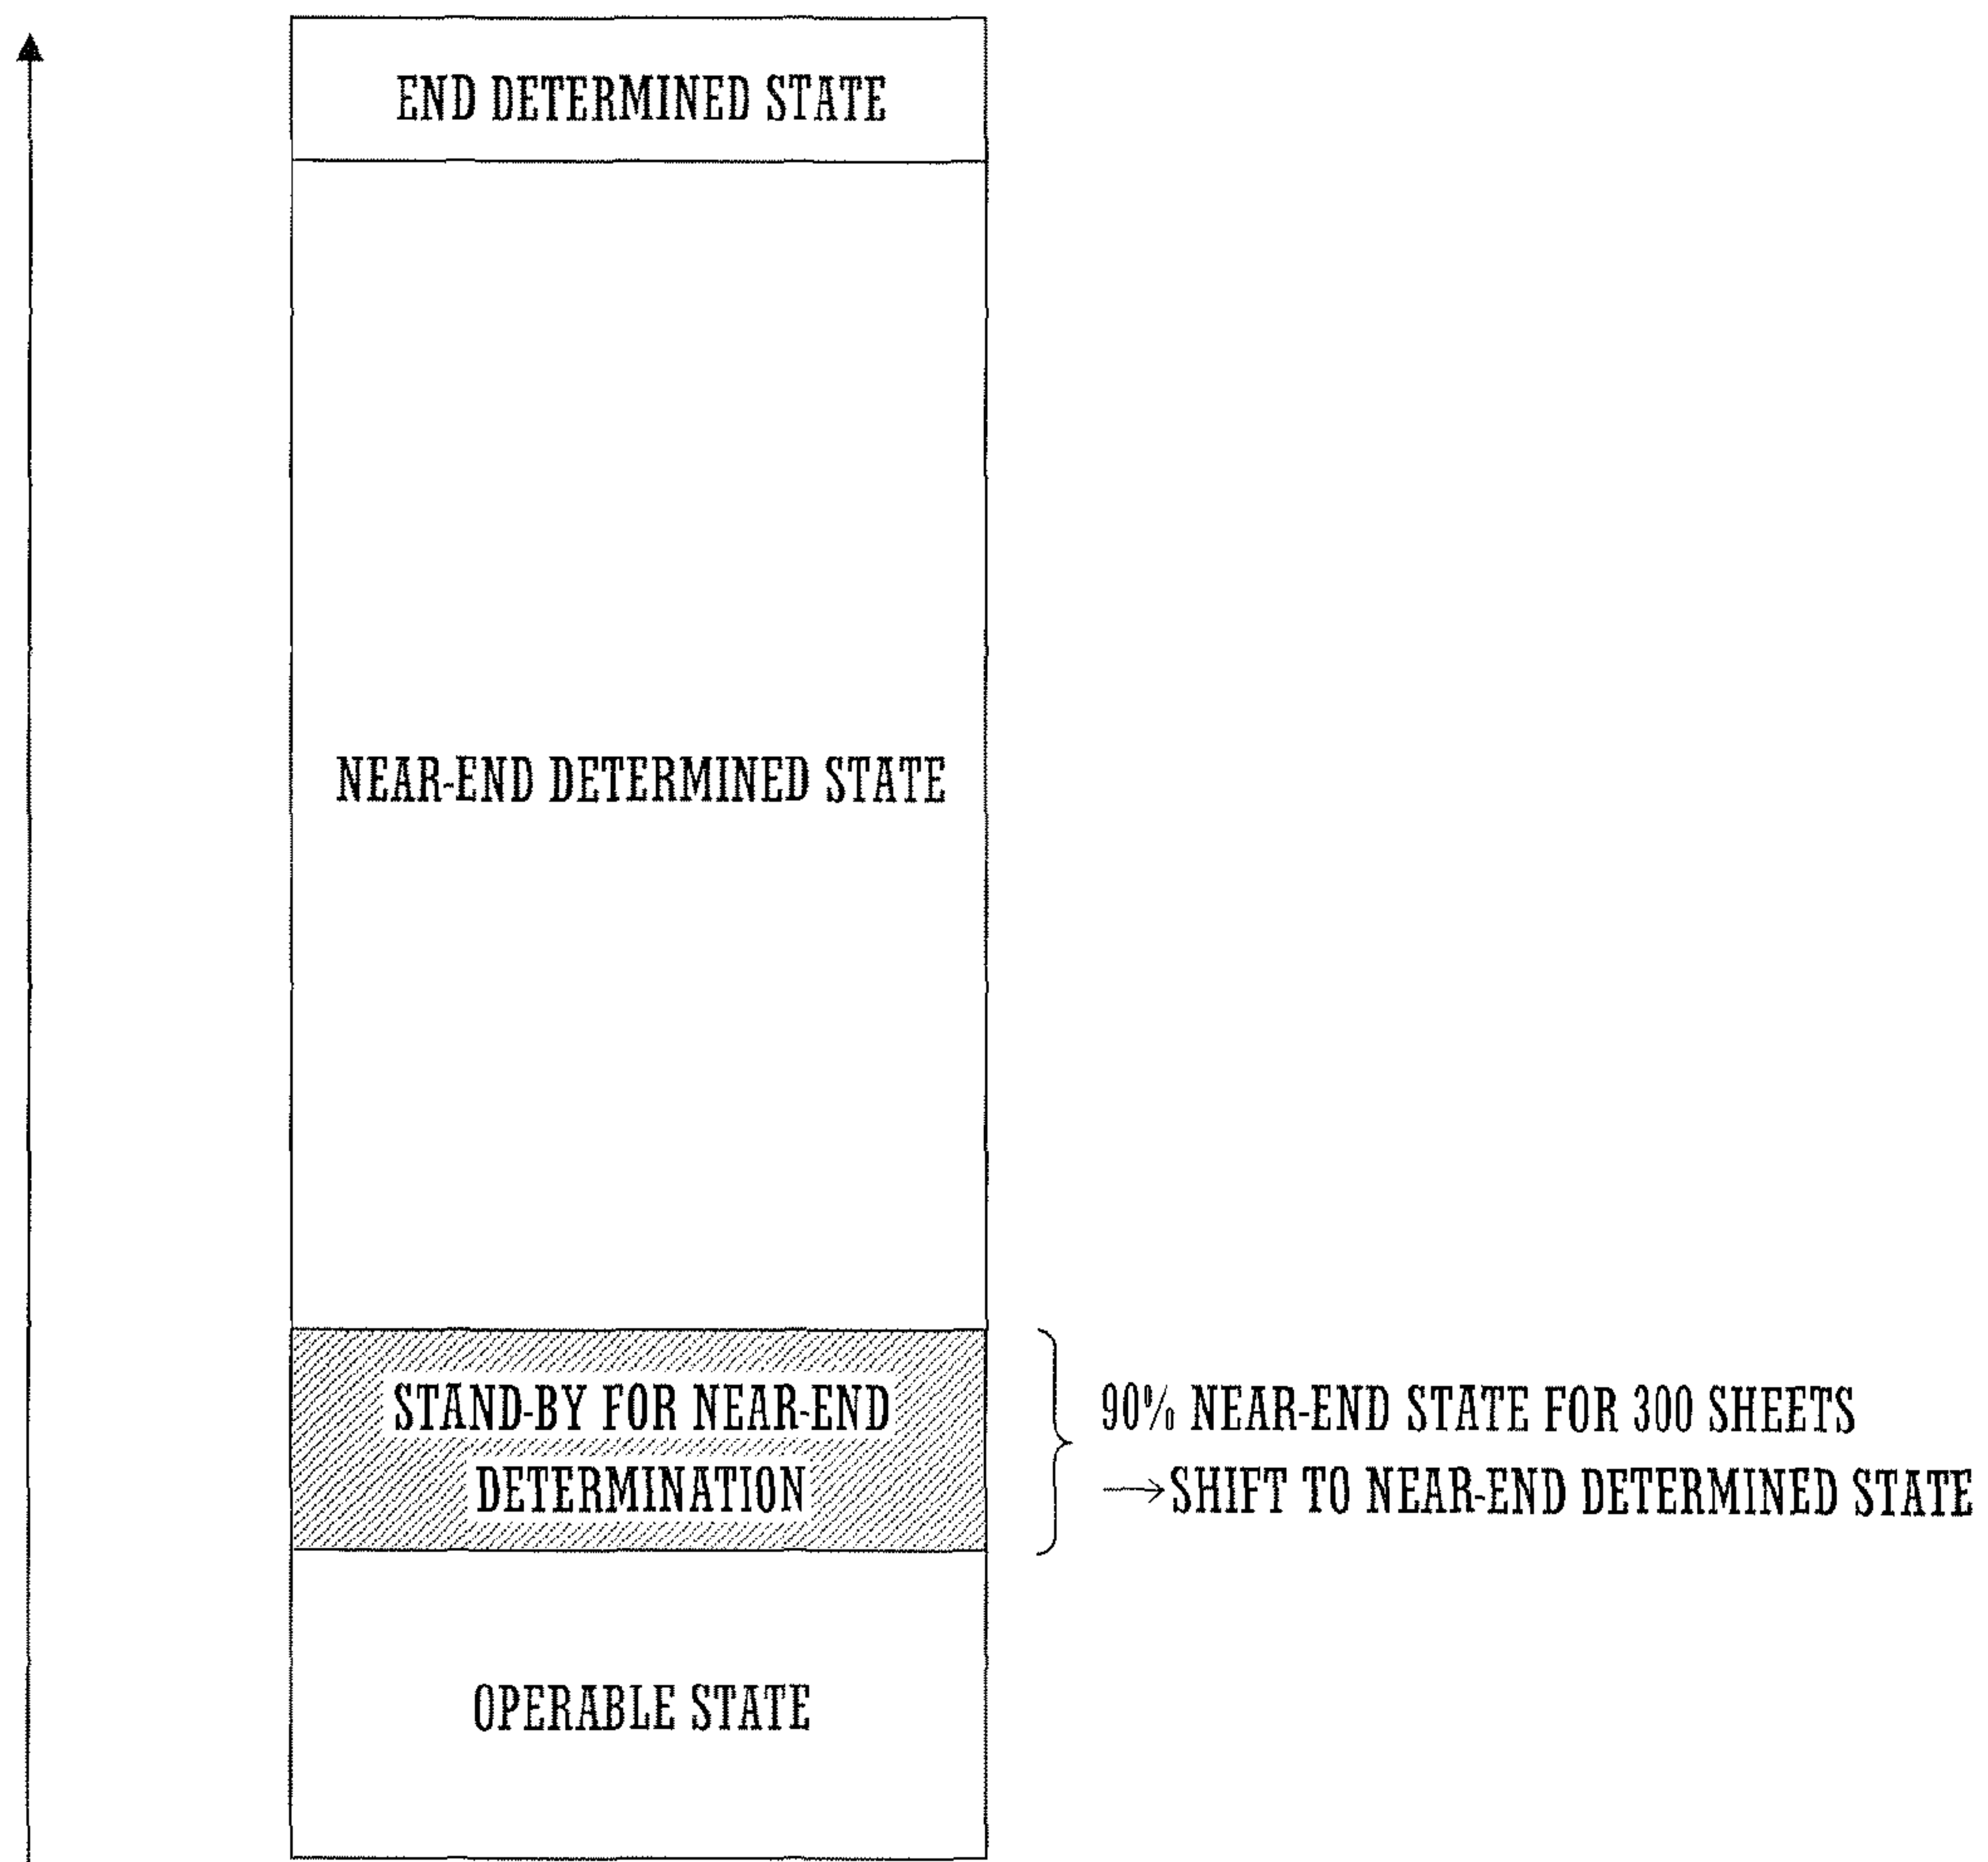 END DETERMINED STATE
NEAR-END DETERMINED STATE
STAND-BY FOR NEAR-END
DETERMINATION
90% NEAR-END STATE FOR 300 SHEETS
→SHIFT TO NEAR-END DETERMINED STATE
OPERABLE STATE